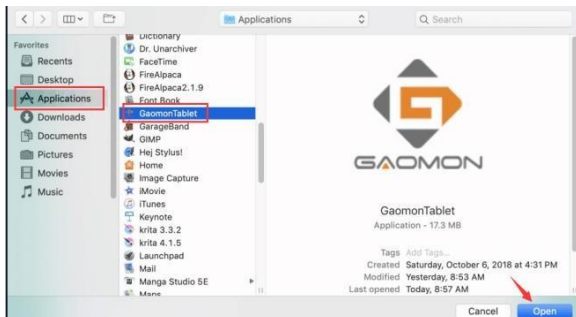 Applications
Search
Favorites
Recents
Desktop
Applications
Downloads
Documents
Pictures
Movies
Music
Dictionary
Dr. Unarchiver
FaceTime
FireAlpaca
FireAlpaca2.1.9
Font Book
GaomonTablet
GarageBand
GIMP
Hej Stylus!
Home
Image Capture
iMovie
iTunes
Keynote
krita 3.3.2
krita 4.1.5
Launchpad
Mail
Manga Studio 5E
Maps
GAOMON
GaomonTablet
Application - 17.3 MB
Tags Add Tags...
Created Saturday, October 6, 2018 at 4:31 PM
Modified Yesterday, 8:53 AM
Last opened Today, 8:57 AM
Cancel
Open